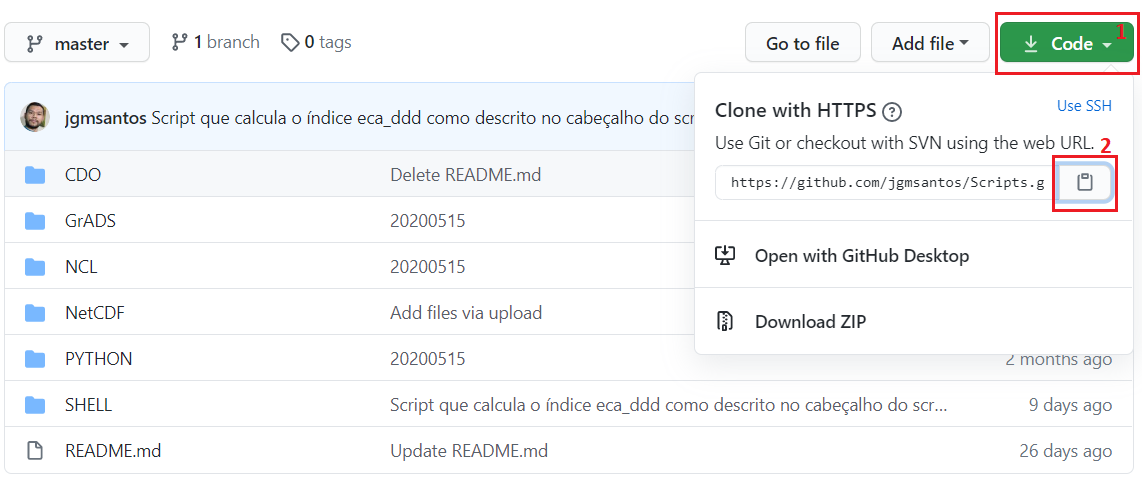 master 1 branch 0 tags Go to file Add file Code 1
jgmsantos Script que calcula o índice eca_ddd como descrito no cabeçalho do scr
Clone with HTTPS ? Use SSH
Use Git or checkout with SVN using the web URL. 2
https://github.com/jgmsantos/Scripts.g
Open with GitHub Desktop
Download ZIP
CDO Delete README.md
GrADS 20200515
NCL 20200515
NetCDF Add files via upload
PYTHON 20200515 2 months ago
SHELL Script que calcula o índice eca_ddd como descrito no cabeçalho do scr... 9 days ago
README.md Update README.md 26 days ago